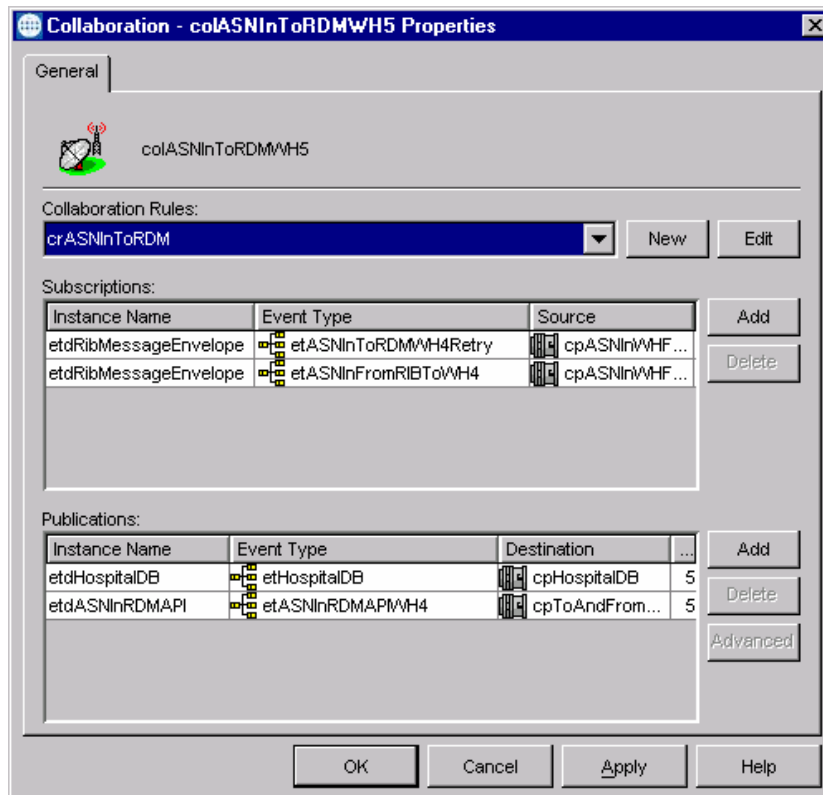 Collaboration - colASNInToRDMWH5 Properties
General
colASNInToRDMWH5
Collaboration Rules:
crASNInToRDM New Edit
Subscriptions:
Instance Name Event Type Source Add
etdRibMessageEnvelope etASNInToRDMWH4Retry cpASNInWHF...
etdRibMessageEnvelope etASNInFromRIBToWH4 cpASNInWHF... Delete
Publications:
Instance Name Event Type Destination ... Add
etdHospitalDB etHospitalDB cpHospitalDB 5
etdASNInRDMAPI etASNInRDMAPIWH4 cpToAndFrom... 5 Delete
Advanced
OK Cancel Apply Help